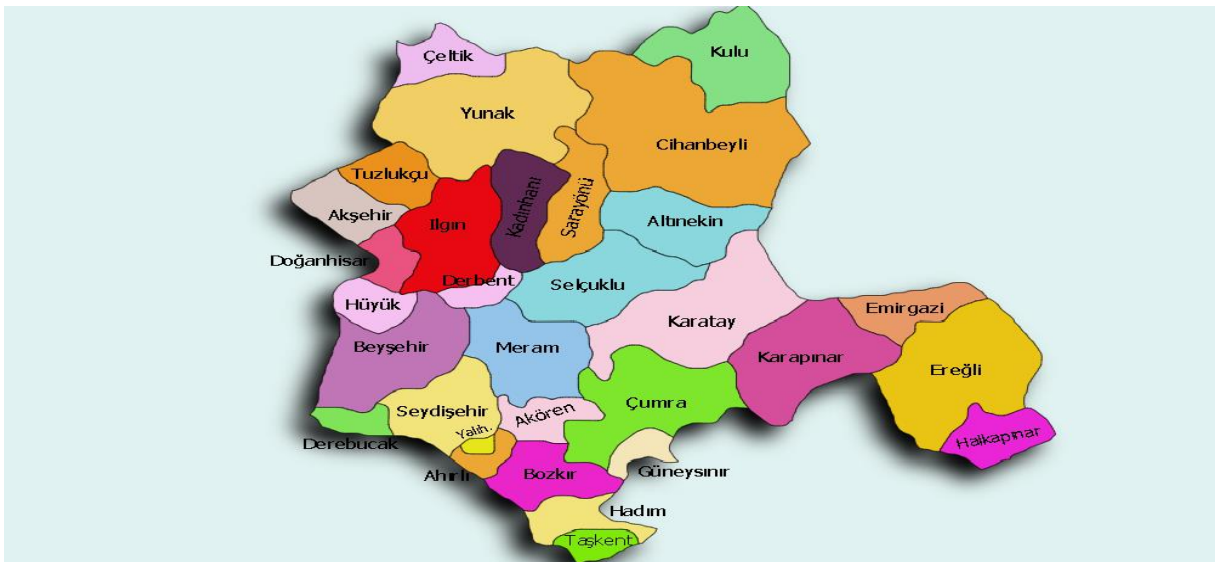 Kulu
Çeltik
Yunak
Cihanbeyli
Tuzlukçu
Kadınhanı
Sarayönü
Akşehir
Ilgın
Altınekin
Doğanhisar
Derbent
Selçuklu
Hüyük
Karatay
Emirgazi
Beyşehir
Meram
Karapınar
Ereğli
Seydişehir
Akören
Çumra
Yalıh.
Derebucak
Halkapınar
Ahırlı
Bozkır
Güneysınır
Hadım
Taşkent